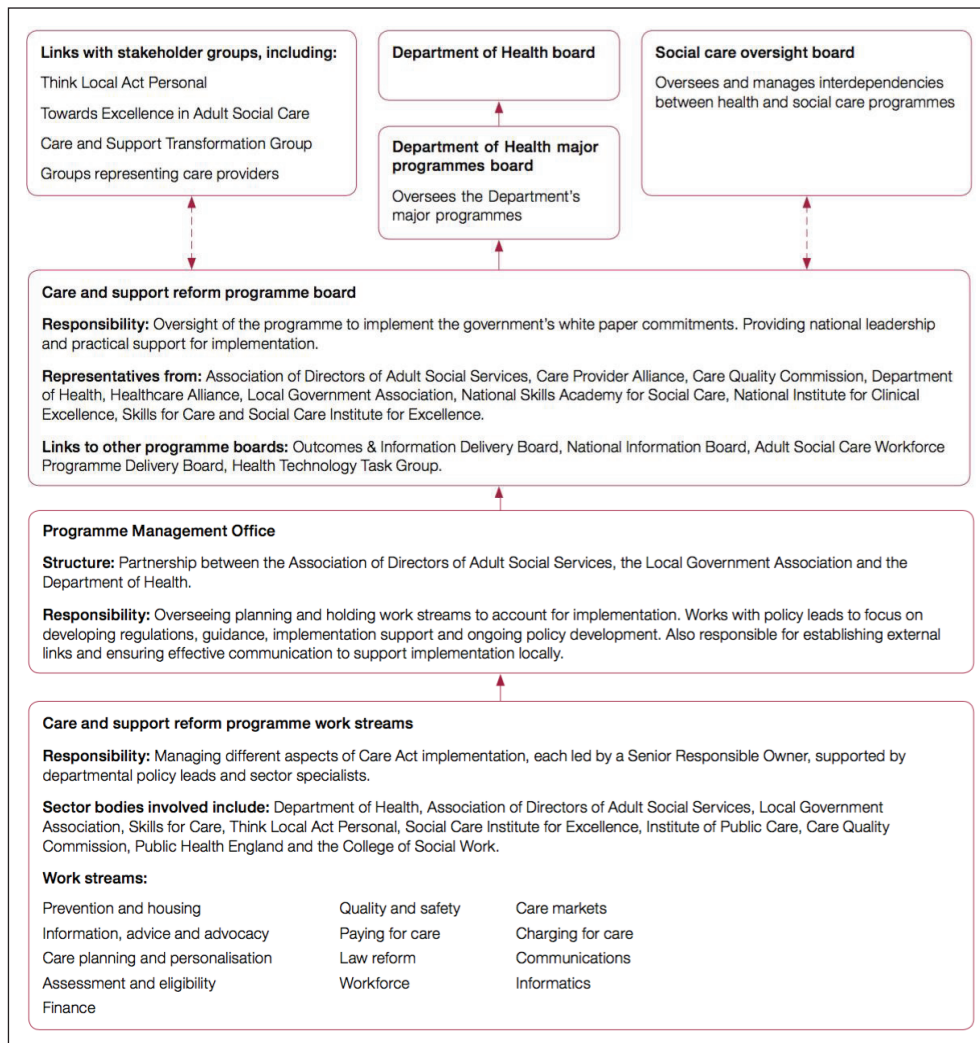 Links with stakeholder groups, including:
Think Local Act Personal
Towards Excellence in Adult Social Care
Care and Support Transformation Group
Groups representing care providers
Department of Health board
Social care oversight board
Oversees and manages interdependencies
between health and social care programmes
Department of Health major
programmes board
Oversees the Department's
major programmes
Care and support reform programme board
Responsibility: Oversight of the programme to implement the government's white paper commitments. Providing national leadership
and practical support for implementation.
Representatives from: Association of Directors of Adult Social Services, Care Provider Alliance, Care Quality Commission, Department
of Health, Healthcare Alliance, Local Government Association, National Skills Academy for Social Care, National Institute for Clinical
Excellence, Skills for Care and Social Care Institute for Excellence.
Links to other programme boards: Outcomes & Information Delivery Board, National Information Board, Adult Social Care Workforce
Programme Delivery Board, Health Technology Task Group.
Programme Management Office
Structure: Partnership between the Association of Directors of Adult Social Services, the Local Government Association and the
Department of Health.
Responsibility: Overseeing planning and holding work streams to account for implementation. Works with policy leads to focus on
developing regulations, guidance, implementation support and ongoing policy development. Also responsible for establishing external
links and ensuring effective communication to support implementation locally.
Care and support reform programme work streams
Responsibility: Managing different aspects of Care Act implementation, each led by a Senior Responsible Owner, supported by
departmental policy leads and sector specialists.
Sector bodies involved include: Department of Health, Association of Directors of Adult Social Services, Local Government
Association, Skills for Care, Think Local Act Personal, Social Care Institute for Excellence, Institute of Public Care, Care Quality
Commission, Public Health England and the College of Social Work.
Work streams:
Prevention and housing
Information, advice and advocacy
Care planning and personalisation
Assessment and eligibility
Finance
Quality and safety
Paying for care
Law reform
Workforce
Care markets
Charging for care
Communications
Informatics